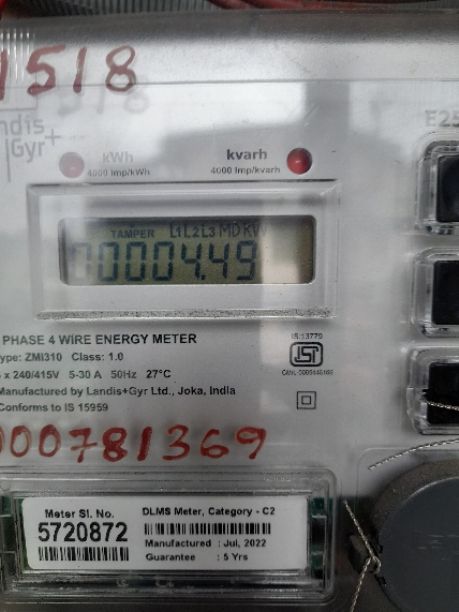 1518
ndis
Gyr+
E25
kWh
4000 Imp/kWh
kvarh
4000 Imp/kvarh
TAMPER L1L2L3 MD KW
00004.49
PHASE 4 WIRE ENERGY METER
ype: ZMI310 Class: 1.0
x 240/415V 5-30 A 50Hz 27°C
Manufactured by Landis+Gyr Ltd., Joka, India
Conforms to IS 15959
IS:13779
000781369
Meter Sl. No.
5720872
DLMS Meter, Category - C2
Manufactured : Jul, 2022
Guarantee : 5 Yrs